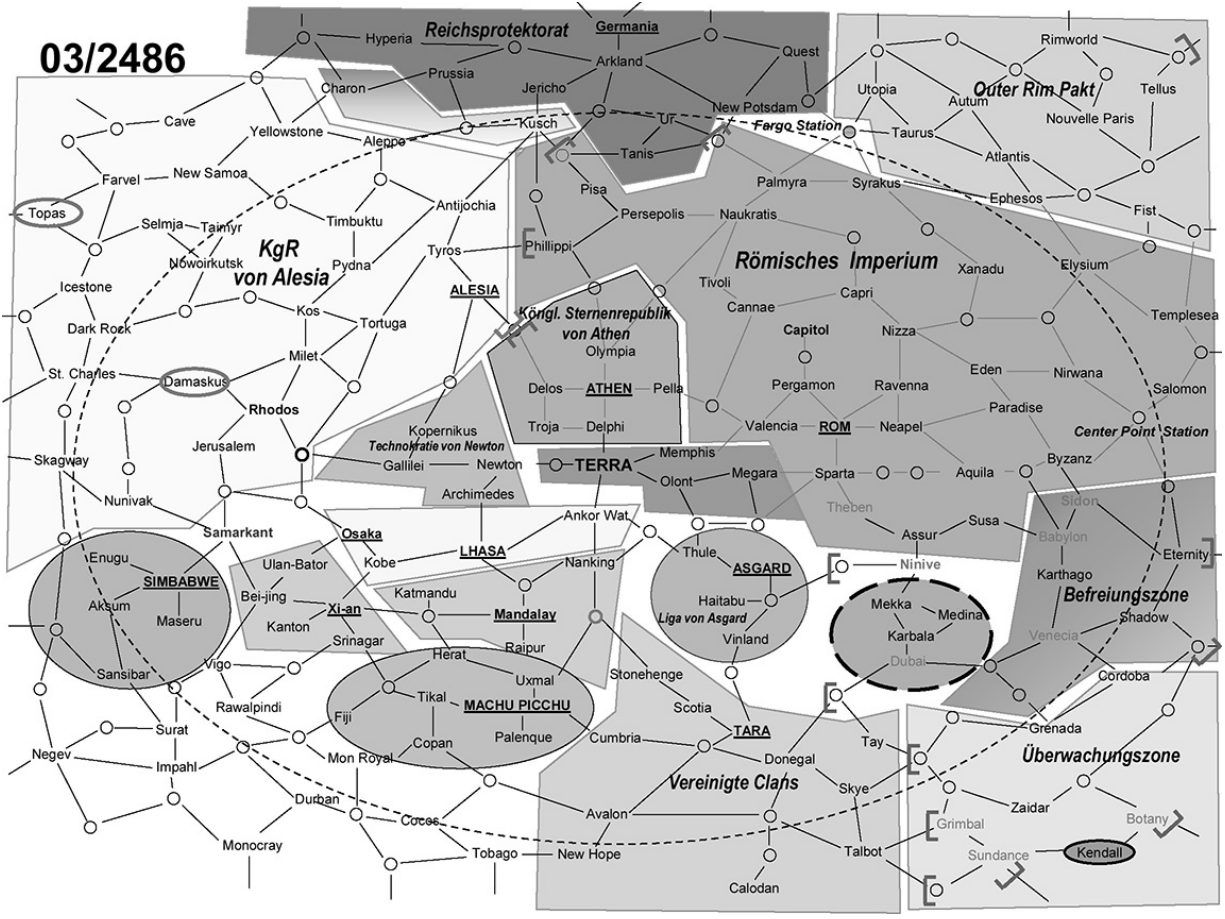 03/2486
Hyperia
Reichsprotektorat
Germania
Rimworld
Quest
Arkland
Prussia
Charon
Jericho
Utopia
Outer Rim Pakt
Tellus
Autum
New Potsdam
Nouvelle Paris
Cave
Yellowstone
Kusch
Ur
Fargo Station
Taurus
Aleppo
Tanis
Atlantis
New Samoa
Farvel
Pisa
Palmyra
Syrakus
Ephesos
Topas
Antijochia
Persepolis
Naukratis
Fist
Selmja
Taimyr
Timbuktu
KgR
von Alesia
Tyros
Phillippi
Römisches Imperium
Nowoirkutsk
Pydna
Xanadu
Elysium
Icestone
ALESIA
Tivoli
Capri
Cannae
Kos
Köngl. Sternenrepublik
von Athen
Templesea
Dark Rock
Tortuga
Capitol
Nizza
Milet
Olympia
St. Charles
Damaskus
Eden
Nirwana
Delos
ATHEN
Pella
Pergamon
Ravenna
Salomon
Rhodos
Paradise
Troja
Delphi
Valencia
ROM
Neapel
Kopernikus
Technokratie von Newton
Center Point Station
Jerusalem
Skagway
Gallilei
Newton
TERRA
Memphis
Byzanz
Olont
Megara
Sparta
Aquila
Nunivak
Archimedes
Theben
Sidon
Ankor Wat
Susa
Samarkant
Osaka
Assur
Babylon
Enugu
LHASA
Thule
Eternity
Ulan-Bator
Kobe
Nanking
ASGARD
Ninive
SIMBABWE
Karthago
Bei-jing
Katmandu
Befreiungszone
Aksum
Xi-an
Mandalay
Haitabu
Mekka
Medina
Maseru
Kanton
Liga von Asgard
Shadow
Srinagar
Raipur
Vinland
Karbala
Venecia
Herat
Vigo
Dubai
Sansibar
Uxmal
Stonehenge
Cordoba
Tikal
MACHU PICCHU
Scotia
Rawalpindi
Fiji
Surat
Palenque
Cumbria
TARA
Grenada
Copan
Tay
Negev
Mon Royal
Donegal
Überwachungszone
Impahl
Vereinigte Clans
Skye
Durban
Zaidar
Avalon
Cocos
Grimbal
Botany
Monocray
Tobago
New Hope
Talbot
Sundance
Kendall
Calodan